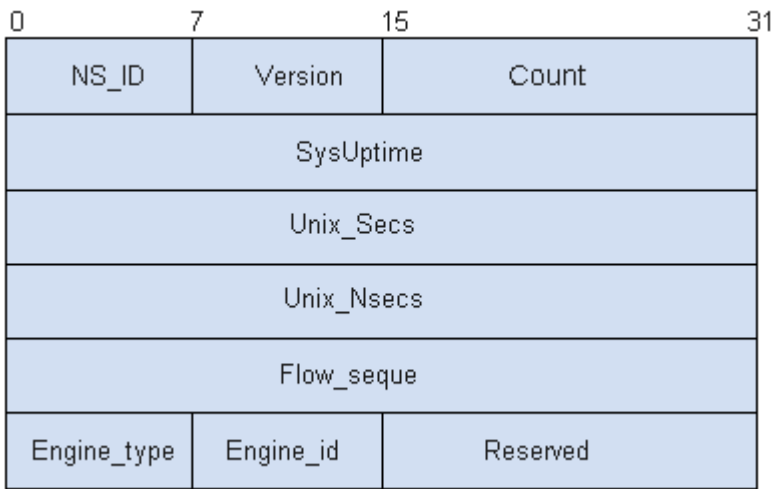 0 7 15 31
NS_ID Version Count
SysUptime
Unix_Secs
Unix_Nsecs
Flow_seque
Engine_type Engine_id Reserved